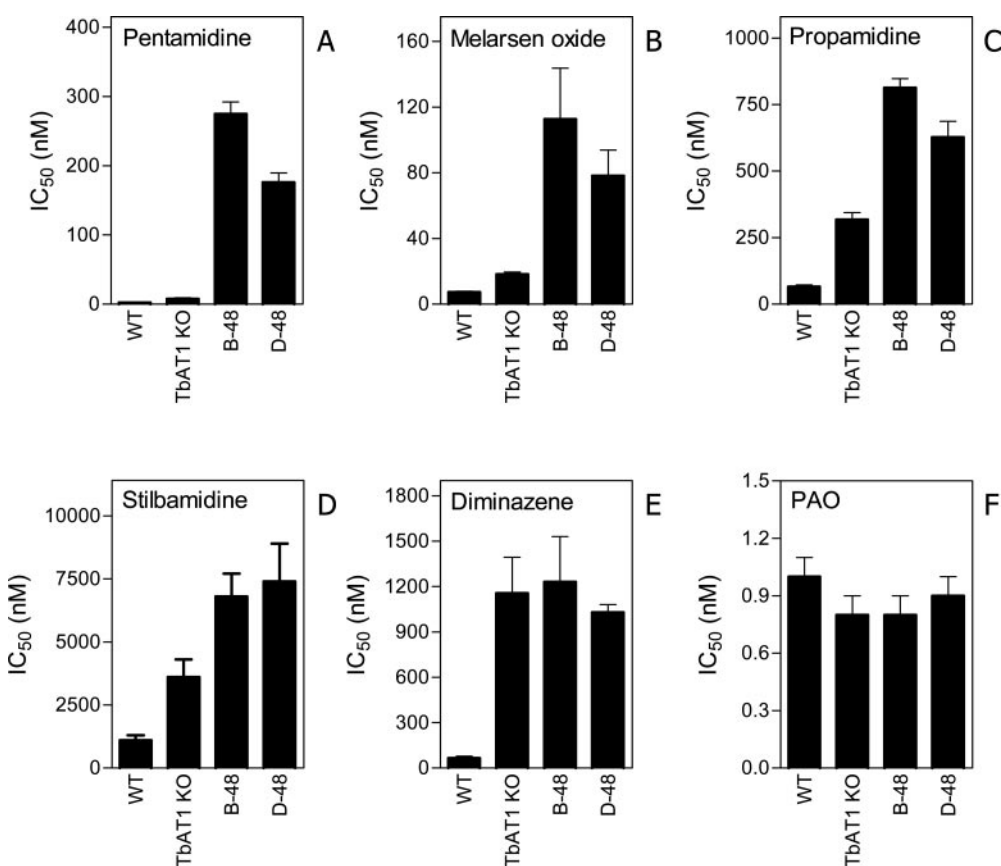 Pentamidine
A
IC50 (nM)
400
300
200
100
0
WT
TbAT1 KO
B-48
D-48
Melarsen oxide
B
IC50 (nM)
160
120
80
40
0
WT
TbAT1 KO
B-48
D-48
Propamidine
C
IC50 (nM)
1000
750
500
250
0
WT
TbAT1 KO
B-48
D-48
Stilbamidine
D
IC50 (nM)
10000
7500
5000
2500
0
WT
TbAT1 KO
B-48
D-48
Diminazene
E
IC50 (nM)
1800
1500
1200
900
600
300
0
WT
TbAT1 KO
B-48
D-48
PAO
F
IC50 (nM)
1.5
1.2
0.9
0.6
0.3
0.0
WT
TbAT1 KO
B-48
D-48